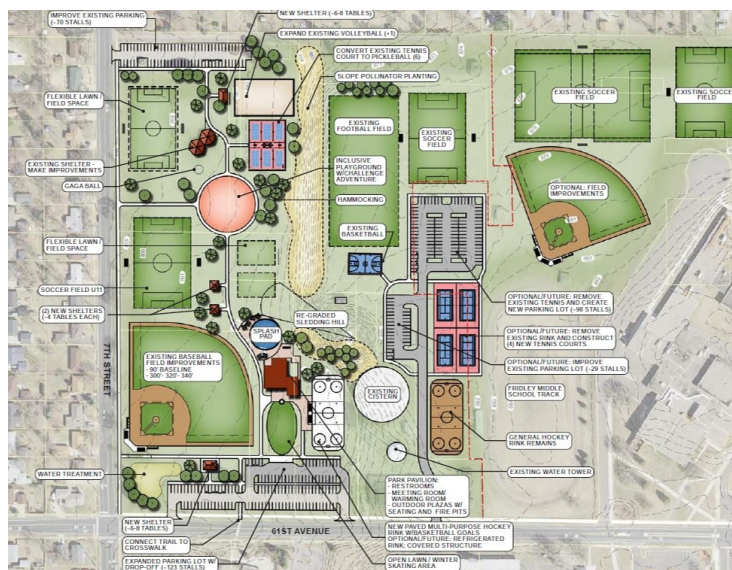 IMPROVE EXISTING PARKING
(~70 STALLS)
NEW SHELTER (~6-8 TABLES)
EXPAND EXISTING VOLLEYBALL (+1)
CONVERT EXISTING TENNIS
COURT TO PICKLEBALL (6)
SLOPE POLLINATOR PLANTING
FLEXIBLE LAWN /
FIELD SPACE
EXISTING
FOOTBALL FIELD
EXISTING
SOCCER
FIELD
EXISTING SOCCER
FIELD
EXISTING SOCCER
FIELD
EXISTING SHELTER -
MAKE IMPROVEMENTS
GAGA BALL
INCLUSIVE
PLAYGROUND
W/CHALLENGE
ADVENTURE
HAMMOCKING
EXISTING
BASKETBALL
OPTIONAL: FIELD
IMPROVEMENTS
FLEXIBLE LAWN /
FIELD SPACE
SOCCER FIELD U11
(2) NEW SHELTERS
(~4 TABLES EACH)
RE-GRADED
SLEDDING HILL
SPLASH
PAD
OPTIONAL/FUTURE: REMOVE
EXISTING TENNIS AND CREATE
NEW PARKING LOT (~98 STALLS)
OPTIONAL/FUTURE: REMOVE
EXISTING RINK AND CONSTRUCT
(4) NEW TENNIS COURTS
OPTIONAL/FUTURE: IMPROVE
EXISTING PARKING LOT (~29 STALLS)
7TH STREET
EXISTING BASEBALL
FIELD IMPROVEMENTS
- 90' BASELINE
- 300'- 320'- 340'
EXISTING
CISTERN
FRIDLEY MIDDLE
SCHOOL TRACK
GENERAL HOCKEY
RINK REMAINS
EXISTING WATER TOWER
WATER TREATMENT
PARK PAVILION:
- RESTROOMS
- MEETING ROOM/
WARMING ROOM
- OUTDOOR PLAZAS W/
SEATING AND FIRE PITS
NEW SHELTER
(~6-8 TABLES)
CONNECT TRAIL TO
CROSSWALK
EXPANDED PARKING LOT W/
DROP-OFF (~123 STALLS)
61ST AVENUE
NEW PAVED MULTI-PURPOSE HOCKEY
RINK W/BASKETBALL GOALS
OPTIONAL/FUTURE: REFRIGERATED
RINK; COVERED STRUCTURE
OPEN LAWN / WINTER
SKATING AREA